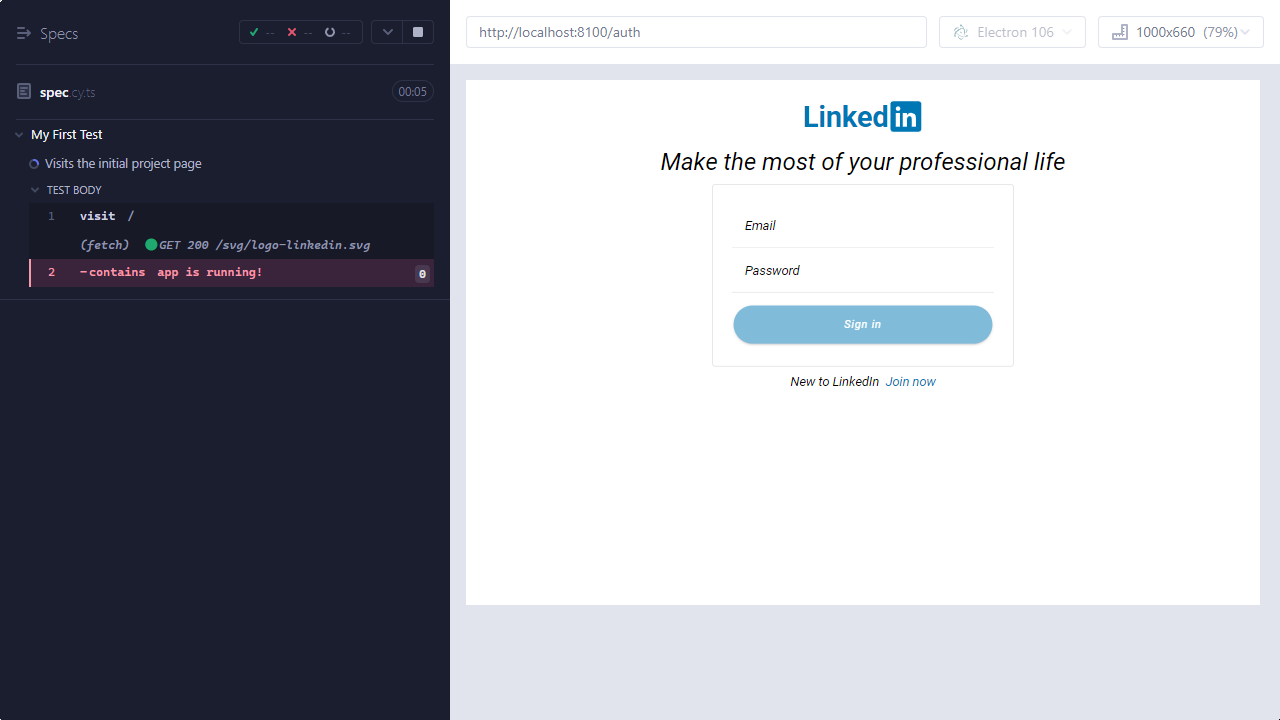 Specs
-- -- --
spec.cy.ts 00:05
My First Test
Visits the initial project page
TEST BODY
1 visit /
(fetch) GET 200 /svg/logo-linkedin.svg
2 -contains app is running! 0
http://localhost:8100/auth
Electron 106
1000x660 (79%)
Linkedin
Make the most of your professional life
Email
Password
Sign in
New to LinkedIn Join now